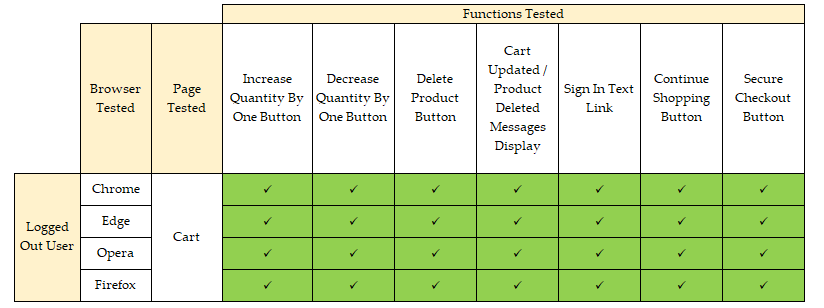 Functions Tested
Browser
Tested
Page
Tested
Increase
Quantity By
One Button
Decrease
Quantity By
One Button
Delete
Product
Button
Cart
Updated /
Product
Deleted
Messages
Display
Sign In Text
Link
Continue
Shopping
Button
Secure
Checkout
Button
Logged
Out User
Chrome
Cart
✓ ✓ ✓ ✓ ✓ ✓ ✓
Edge
✓ ✓ ✓ ✓ ✓ ✓ ✓
Opera
✓ ✓ ✓ ✓ ✓ ✓ ✓
Firefox
✓ ✓ ✓ ✓ ✓ ✓ ✓